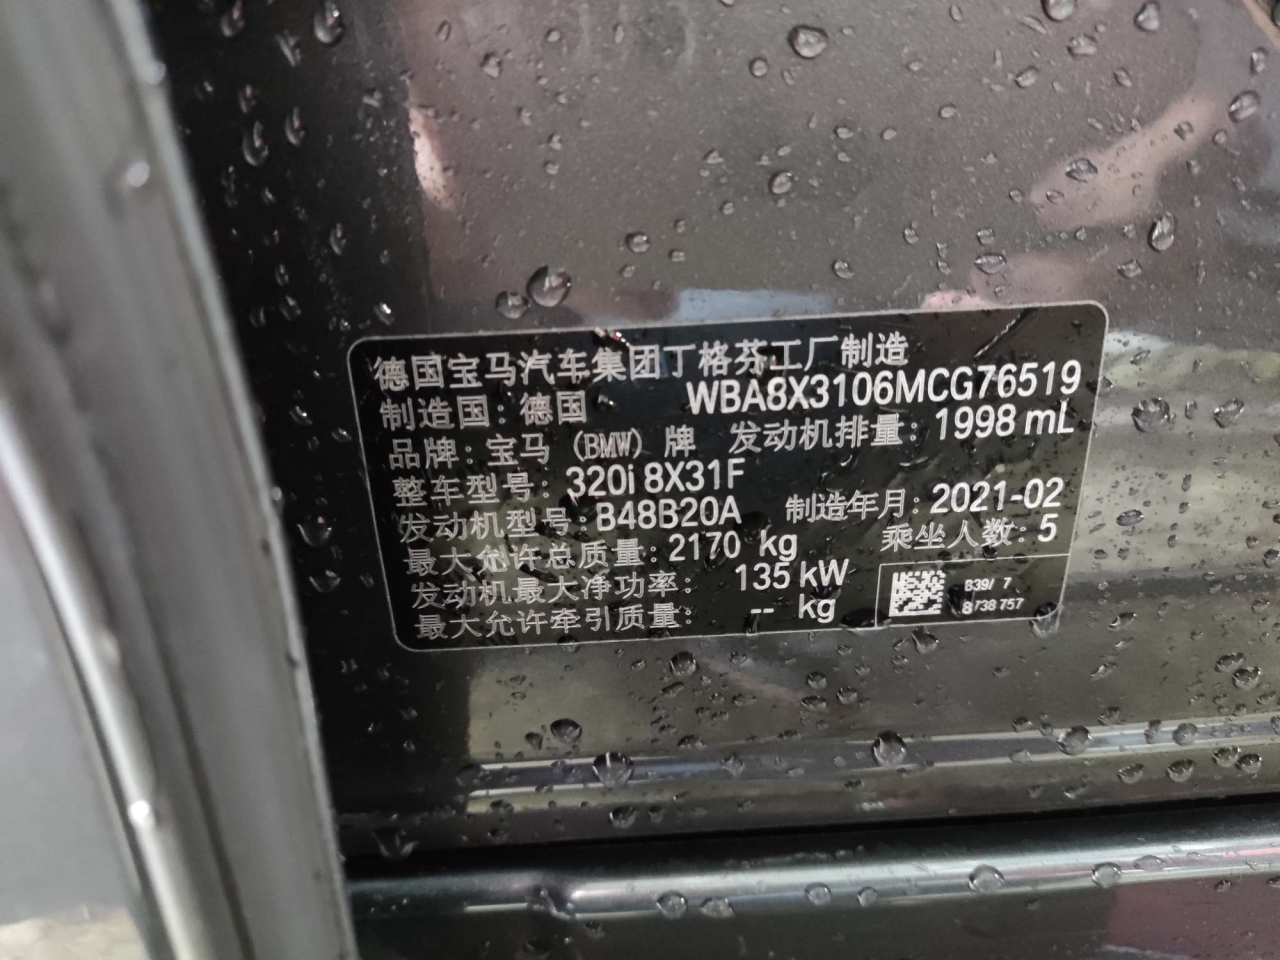 德国宝马汽车集团丁格芬工厂制造
制造国: 德国 WBA8X3106MCG76519
品牌: 宝马 (BMW) 牌 发动机排量: 1998 mL
整车型号: 320i 8X31F
发动机型号: B48B20A 制造年月: 2021-02
最大允许总质量: 2170 kg 乘坐人数: 5
发动机最大净功率: 135 kW
最大允许牵引质量: -- kg
B39/ 7
8738 757